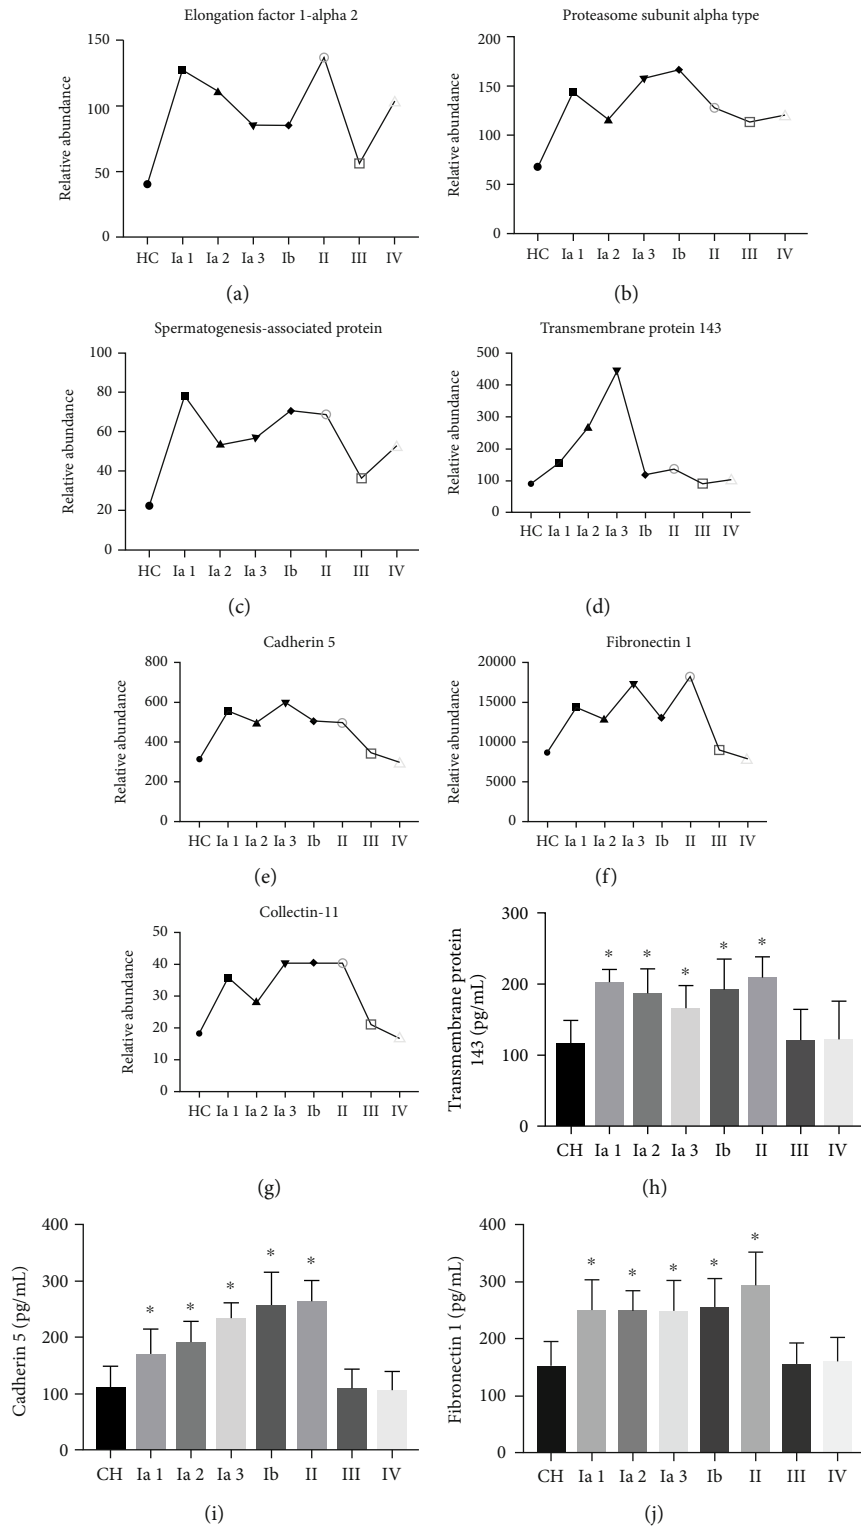 Elongation factor 1-alpha 2
Relative abundance
150
100
50
0
HC Ia 1 Ia 2 Ia 3 Ib II III IV
(a)
Proteasome subunit alpha type
Relative abundance
200
150
100
50
0
HC Ia 1 Ia 2 Ia 3 Ib II III IV
(b)
Spermatogenesis-associated protein
Relative abundance
100
80
60
40
20
0
HC Ia 1 Ia 2 Ia 3 Ib II III IV
(c)
Transmembrane protein 143
Relative abundance
500
400
300
200
100
0
HC Ia 1 Ia 2 Ia 3 Ib II III IV
(d)
Cadherin 5
Relative abundance
800
600
400
200
0
HC Ia 1 Ia 2 Ia 3 Ib II III IV
(e)
Fibronectin 1
Relative abundance
20000
15000
10000
5000
0
HC Ia 1 Ia 2 Ia 3 Ib II III IV
(f)
Collectin-11
Relative abundance
50
40
30
20
10
0
HC Ia 1 Ia 2 Ia 3 Ib II III IV
(g)
Transmembrane protein
143 (pg/mL)
300
200
100
0
* * * * *
CH Ia 1 Ia 2 Ia 3 Ib II III IV
(h)
Cadherin 5 (pg/mL)
400
300
200
100
0
* * * * *
CH Ia 1 Ia 2 Ia 3 Ib II III IV
(i)
Fibronectin 1 (pg/mL)
400
300
200
100
0
* * * * *
CH Ia 1 Ia 2 Ia 3 Ib II III IV
(j)